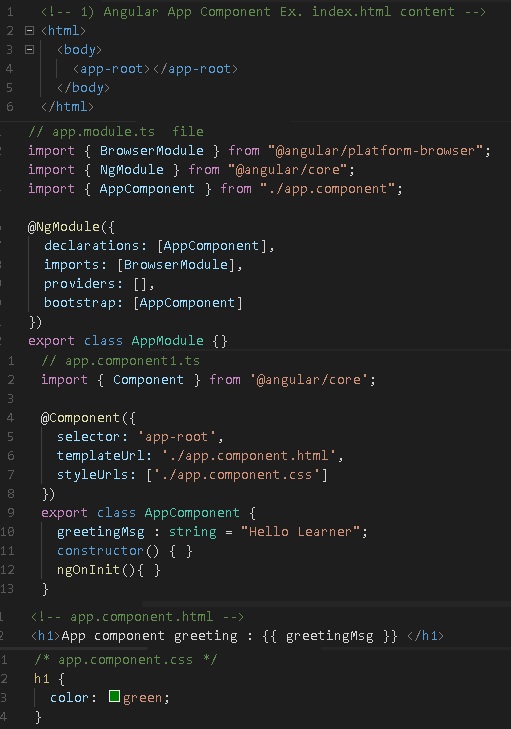 1 <!-- 1) Angular App Component Ex. index.html content -->
2 <html>
3 <body>
4 <app-root></app-root>
5 </body>
6 </html>
// app.module.ts  file
import { BrowserModule } from "@angular/platform-browser";
import { NgModule } from "@angular/core";
import { AppComponent } from "./app.component";
@NgModule({
declarations: [AppComponent],
imports: [BrowserModule],
providers: [],
bootstrap: [AppComponent]
})
export class AppModule {}
1 // app.component1.ts
2 import { Component } from '@angular/core';
3
4 @Component({
5 selector: 'app-root',
6 templateUrl: './app.component.html',
7 styleUrls: ['./app.component.css']
8 })
9 export class AppComponent {
10 greetingMsg : string = "Hello Learner";
11 constructor() { }
12 ngOnInit(){ }
13 }
1 <!-- app.component.html -->
2 <h1>App component greeting : {{ greetingMsg }} </h1>
1 /* app.component.css */
2 h1 {
3 color: green;
4 }